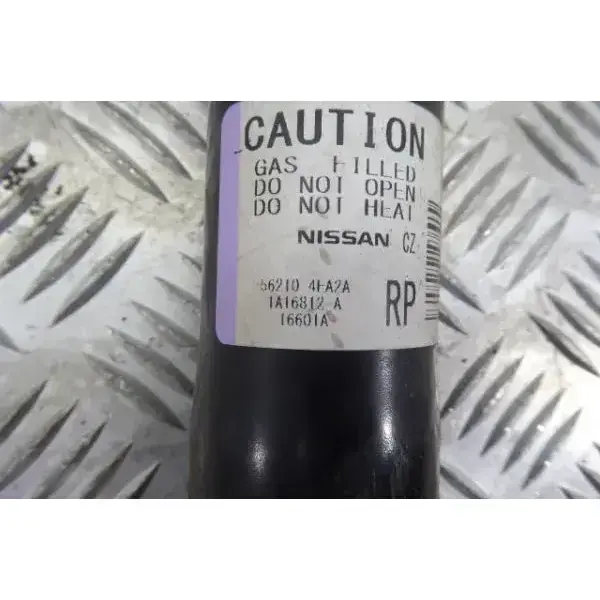 CAUTION
GAS FILLED
DO NOT OPEN
DO NOT HEAT
NISSAN CZ
56210 4EA2A
1A16812 A
16601A
RP